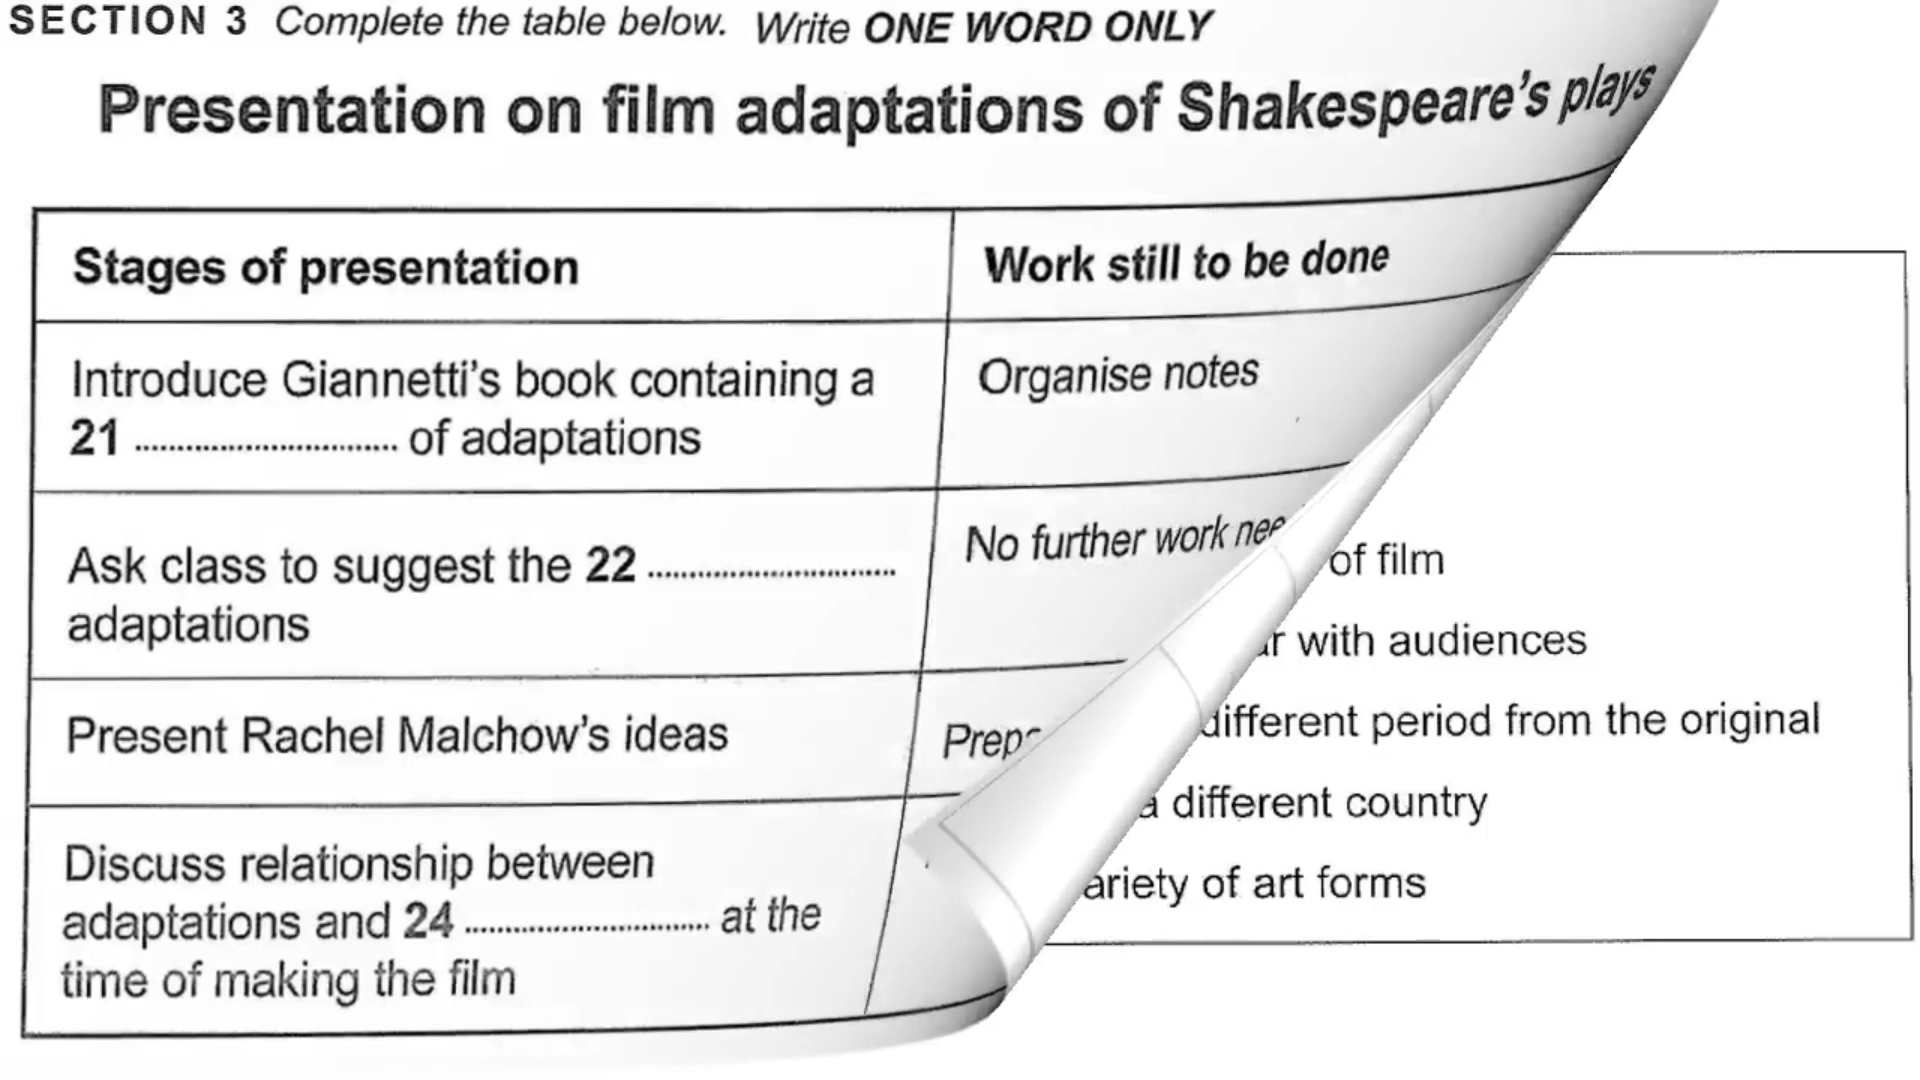 SECTION 3 Complete the table below. Write ONE WORD ONLY
Presentation on film adaptations of Shakespeare's plays
Stages of presentation
Work still to be done
Introduce Giannetti's book containing a
21 ............................ of adaptations
Organise notes
Ask class to suggest the 22 ............................
adaptations
No further work
Present Rachel Malchow's ideas
Discuss relationship between
adaptations and 24 ............................ at the
time of making the film
of film
with audiences
different period from the original
a different country
of art forms